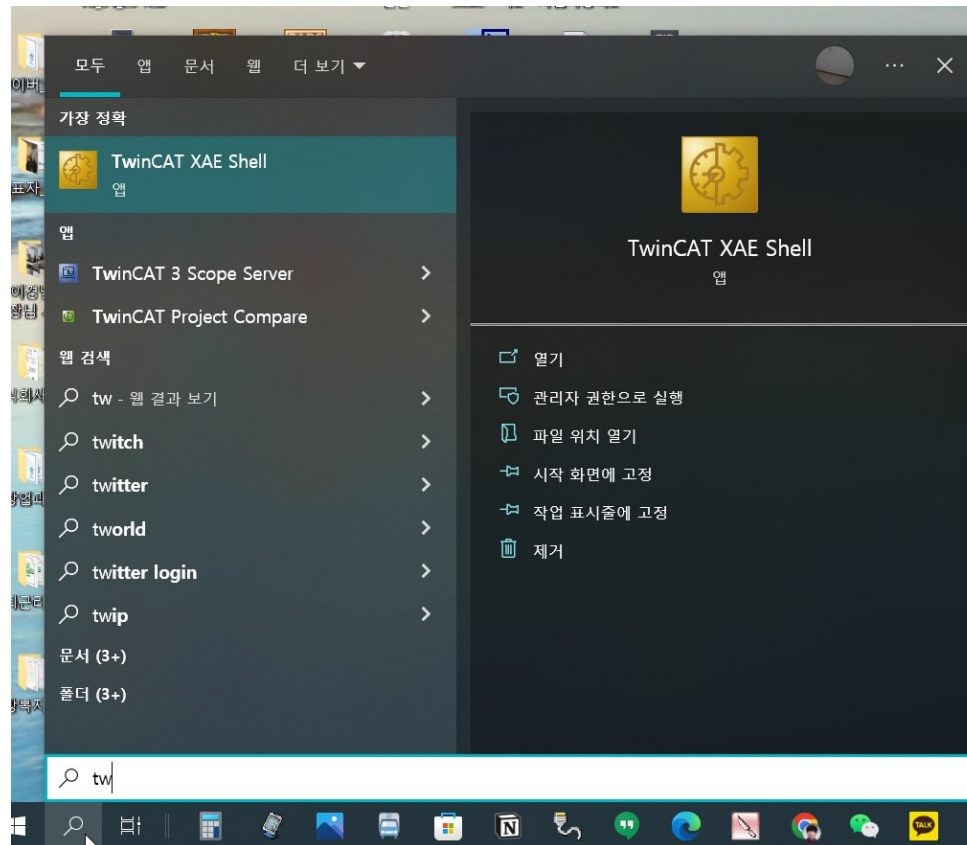 모두 앱 문서 웹 더 보기
가장 정확
TwinCAT XAE Shell
앱
앱
TwinCAT 3 Scope Server
TwinCAT Project Compare
웹 검색
tw - 웹 결과 보기
twitch
twitter
tworld
twitter login
twip
문서 (3+)
폴더 (3+)
TwinCAT XAE Shell
앱
열기
관리자 권한으로 실행
파일 위치 열기
시작 화면에 고정
작업 표시줄에 고정
제거
tw
TALK